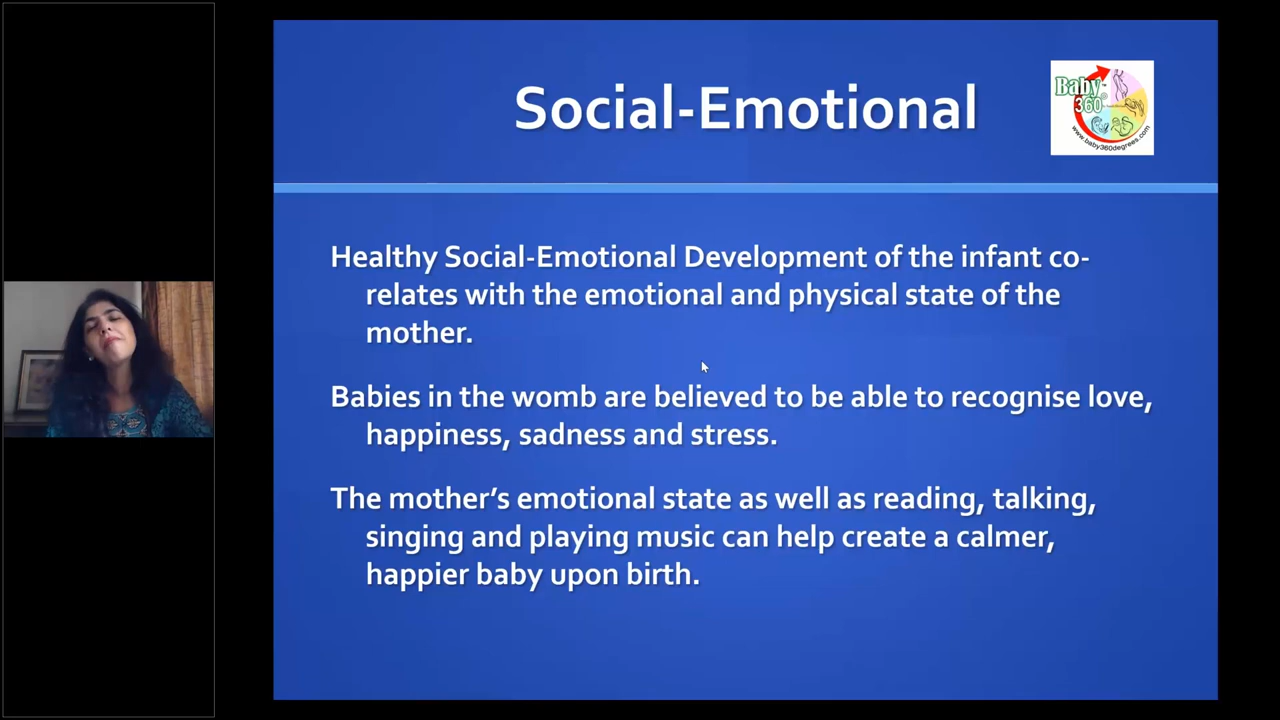 Social-Emotional
Baby
360
www.baby360degrees.com
Healthy Social-Emotional Development of the infant co-
relates with the emotional and physical state of the
mother.
Babies in the womb are believed to be able to recognise love,
happiness, sadness and stress.
The mother’s emotional state as well as reading, talking,
singing and playing music can help create a calmer,
happier baby upon birth.